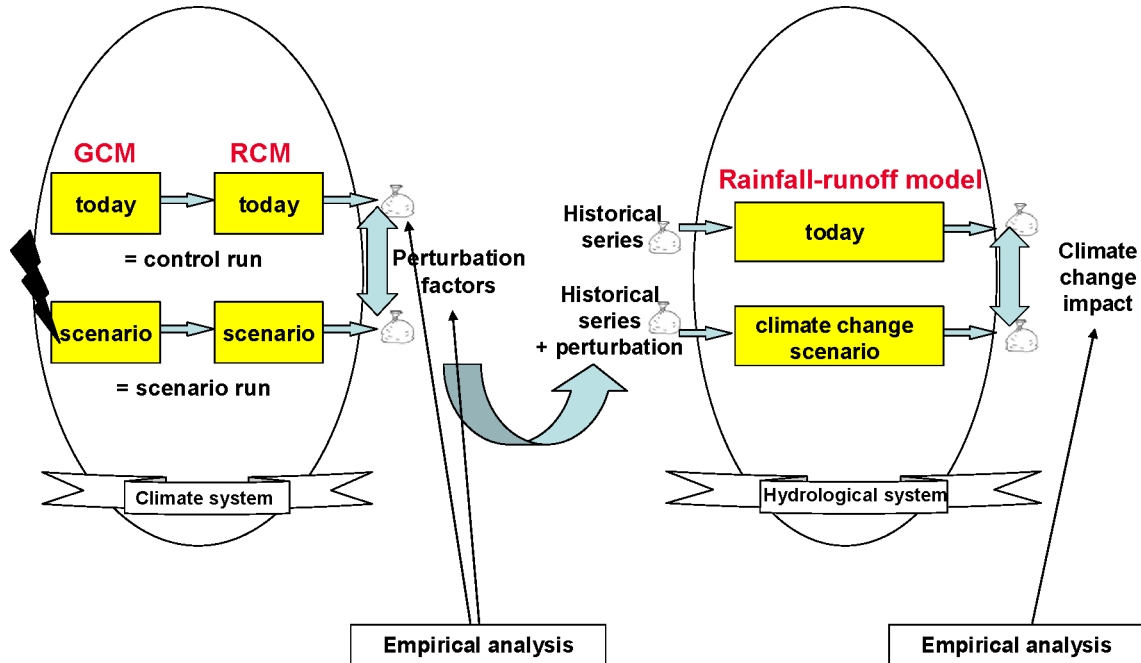 GCM
RCM
today
today
= control run
scenario
scenario
= scenario run
Perturbation
factors
Climate system
Empirical analysis
Historical
series
Historical
series
+ perturbation
Rainfall-runoff model
today
climate change
scenario
Climate
change
impact
Hydrological system
Empirical analysis